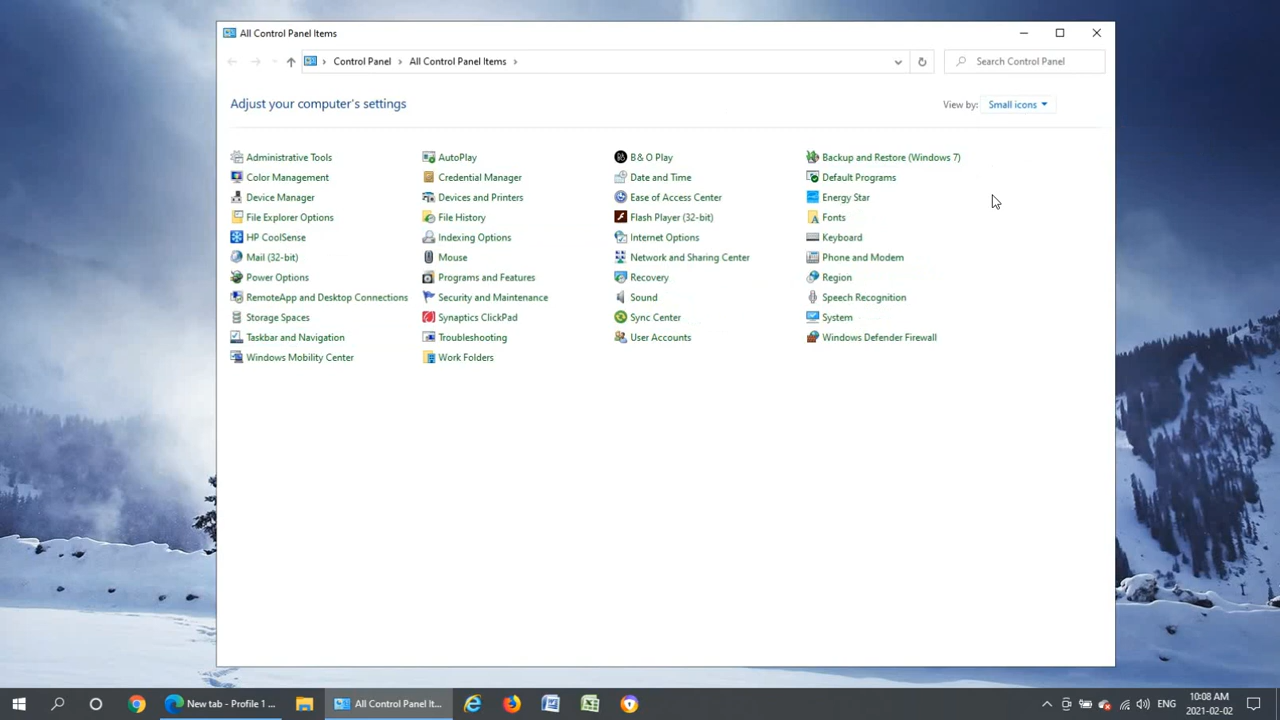 All Control Panel Items
Control Panel All Control Panel Items
Search Control Panel
Adjust your computer's settings
View by: Small icons
Administrative Tools AutoPlay B& O Play Backup and Restore (Windows 7)
Color Management Credential Manager Date and Time Default Programs
Device Manager Devices and Printers Ease of Access Center Energy Star
File Explorer Options File History Flash Player (32-bit) Fonts
HP CoolSense Indexing Options Internet Options Keyboard
Mail (32-bit) Mouse Network and Sharing Center Phone and Modem
Power Options Programs and Features Recovery Region
RemoteApp and Desktop Connections Security and Maintenance Sound Speech Recognition
Storage Spaces Synaptics ClickPad Sync Center System
Taskbar and Navigation Troubleshooting User Accounts Windows Defender Firewall
Windows Mobility Center Work Folders
New tab - Profile 1 ... All Control Panel It... ENG 10:08 AM
2021-02-02